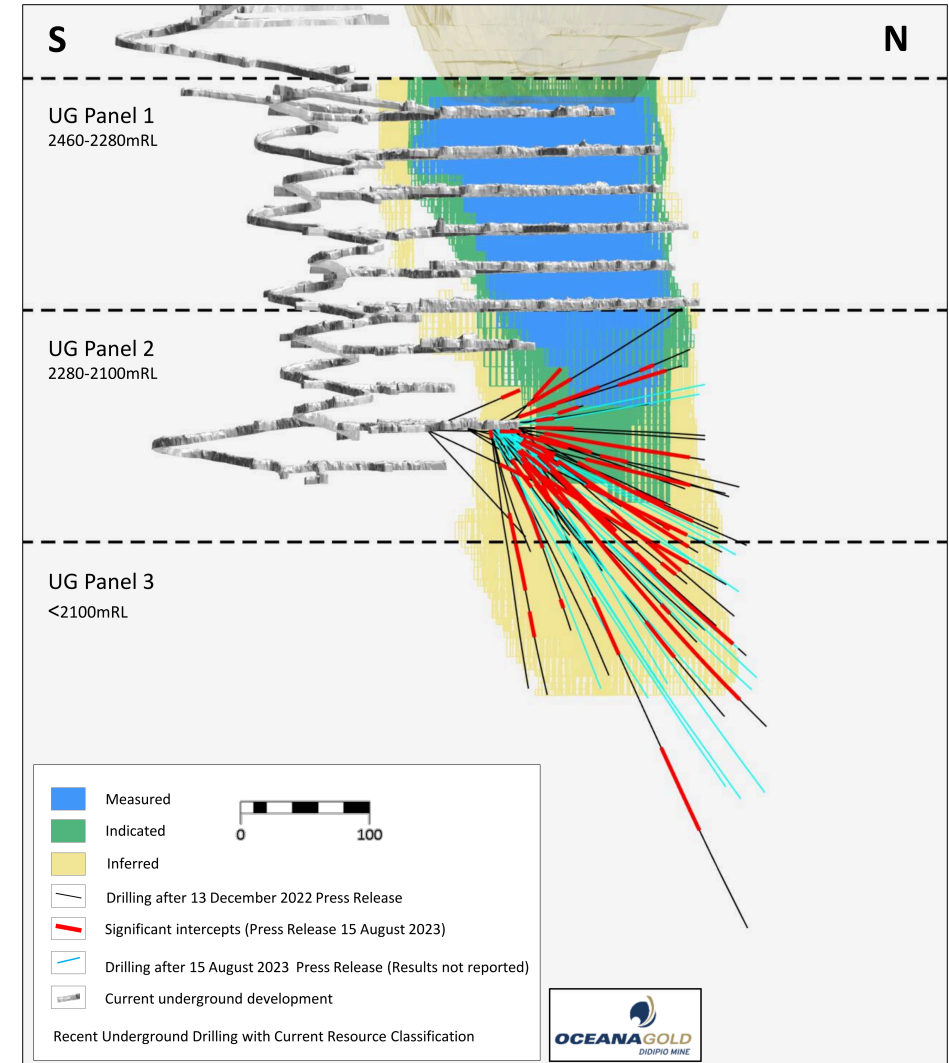 S
N
UG Panel 1
2460-2280mRL
UG Panel 2
2280-2100mRL
UG Panel 3
<2100mRL
Measured
Indicated
Inferred
0 100
Drilling after 13 December 2022 Press Release
Significant intercepts (Press Release 15 August 2023)
Drilling after 15 August 2023 Press Release (Results not reported)
Current underground development
Recent Underground Drilling with Current Resource Classification
OCEANAGOLD
DIDIPIO MINE